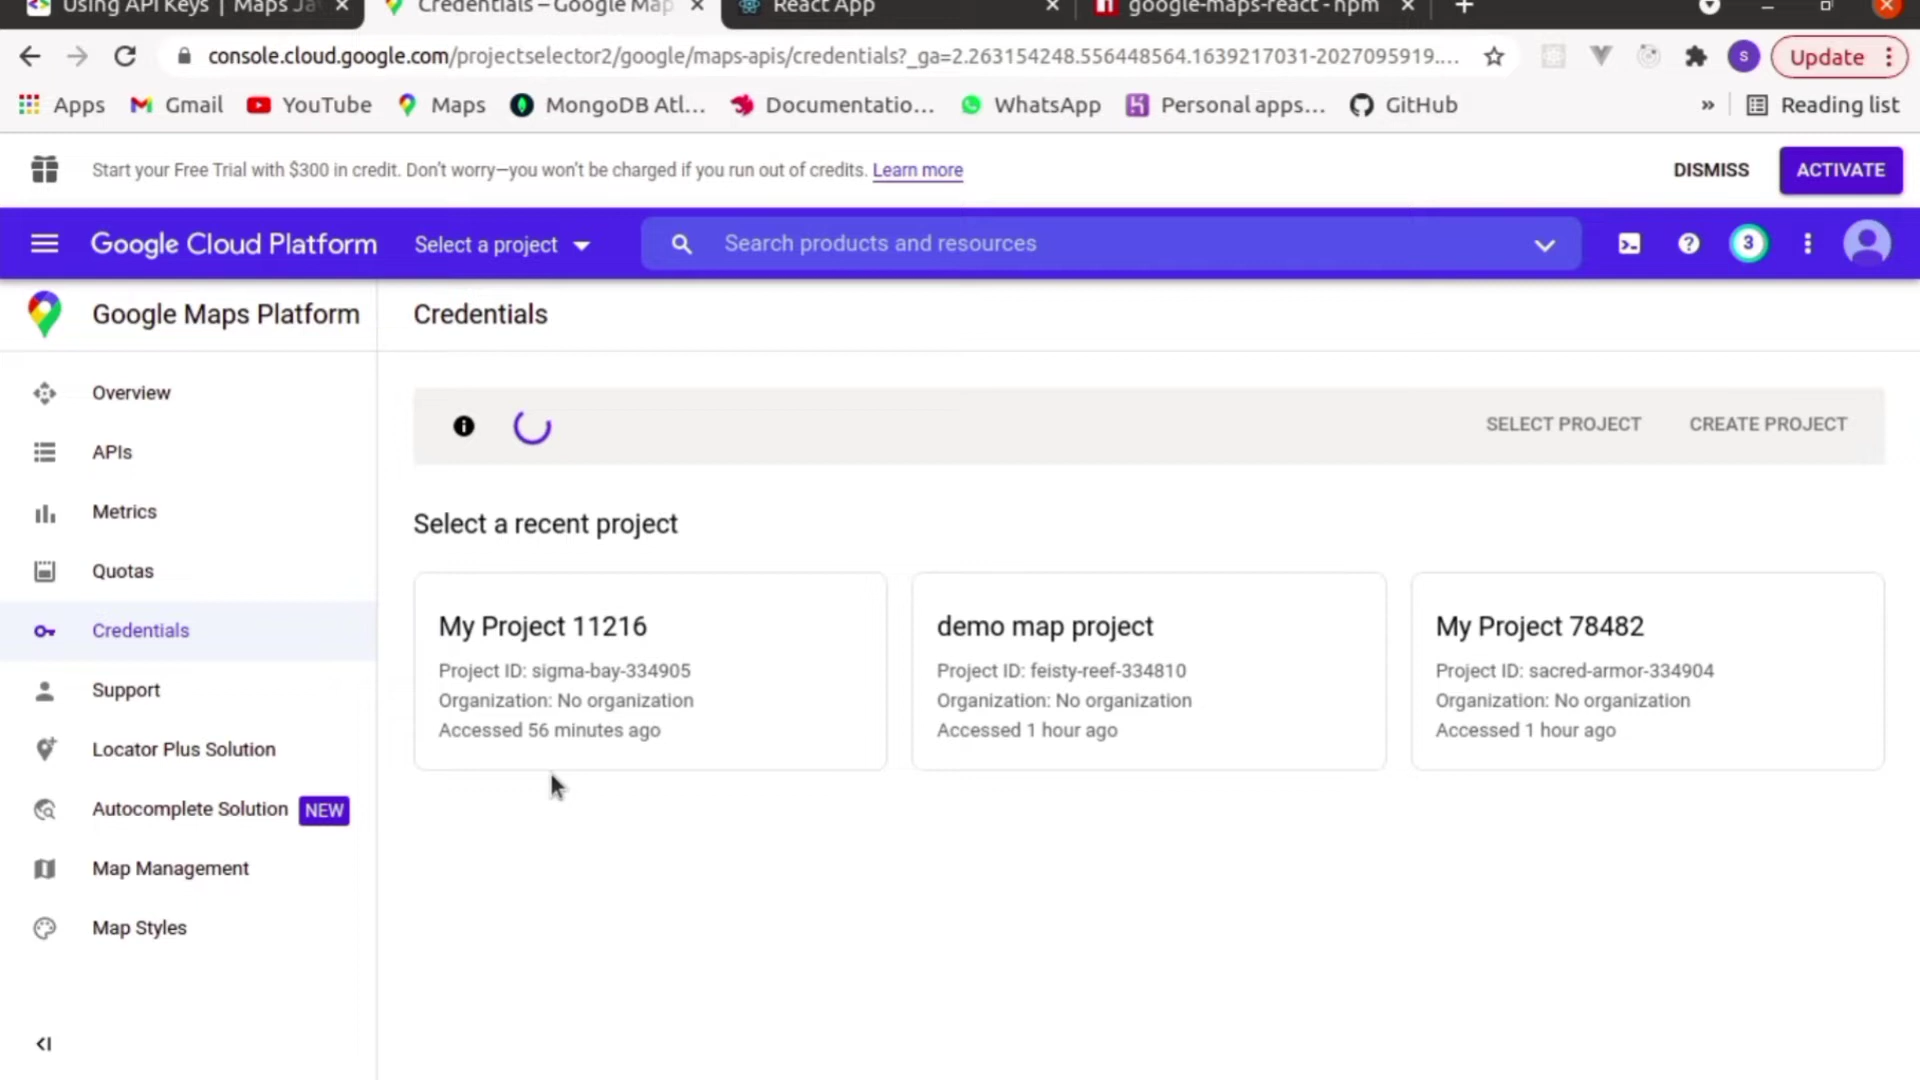 Using API Keys | Maps Ja
Credentials – Google Map
React App
google-maps-react - npm
console.cloud.google.com/projectselector2/google/maps-apis/credentials?_ga=2.263154248.556448564.1639217031-2027095919....
S
Update
Apps
Gmail
YouTube
Maps
MongoDB Atl...
Documentatio...
WhatsApp
Personal apps...
GitHub
»
Reading list
Start your Free Trial with $300 in credit. Don't worry—you won't be charged if you run out of credits. Learn more
DISMISS
ACTIVATE
Google Cloud Platform
Select a project
Search products and resources
3
Google Maps Platform
Credentials
Overview
APIs
Metrics
Quotas
Credentials
Support
Locator Plus Solution
Autocomplete Solution NEW
Map Management
Map Styles
SELECT PROJECT
CREATE PROJECT
Select a recent project
My Project 11216
Project ID: sigma-bay-334905
Organization: No organization
Accessed 56 minutes ago
demo map project
Project ID: feisty-reef-334810
Organization: No organization
Accessed 1 hour ago
My Project 78482
Project ID: sacred-armor-334904
Organization: No organization
Accessed 1 hour ago